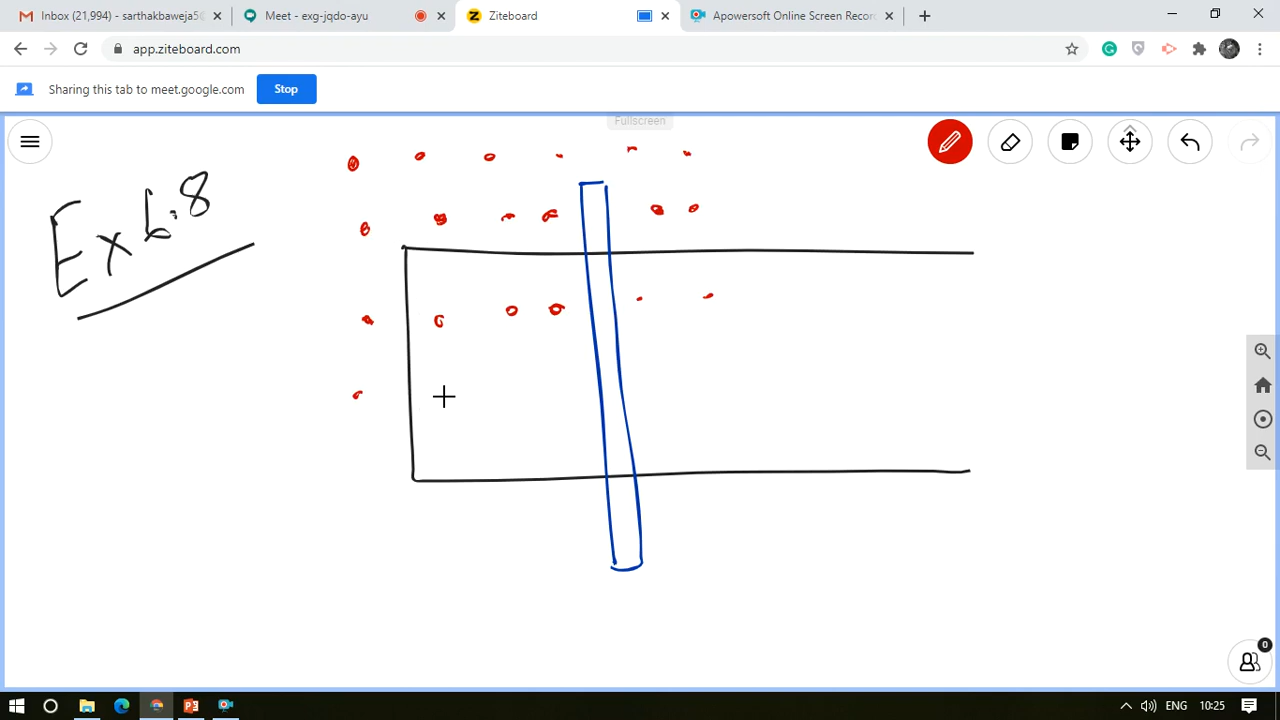 Inbox (21,994) - sarthakbaweja5
Meet - exg-jqdo-ayu
Ziteboard
Apowersoft Online Screen Recor
app.ziteboard.com
Sharing this tab to meet.google.com
Stop
Fullscreen
Ex 6.8
0
ENG
10:25